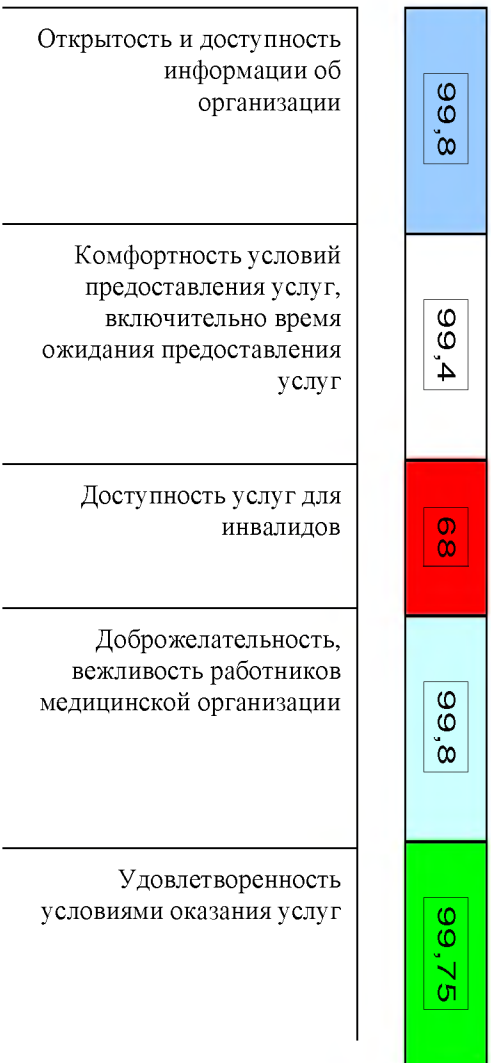 Открытость и доступность
информации об
организации
99,8
Комфортность условий
предоставления услуг,
включительно время
ожидания предоставления
услуг
99,4
Доступность услуг для
инвалидов
68
Доброжелательность,
вежливость работников
медицинской организации
99,8
Удовлетворенность
условиями оказания услуг
99,75